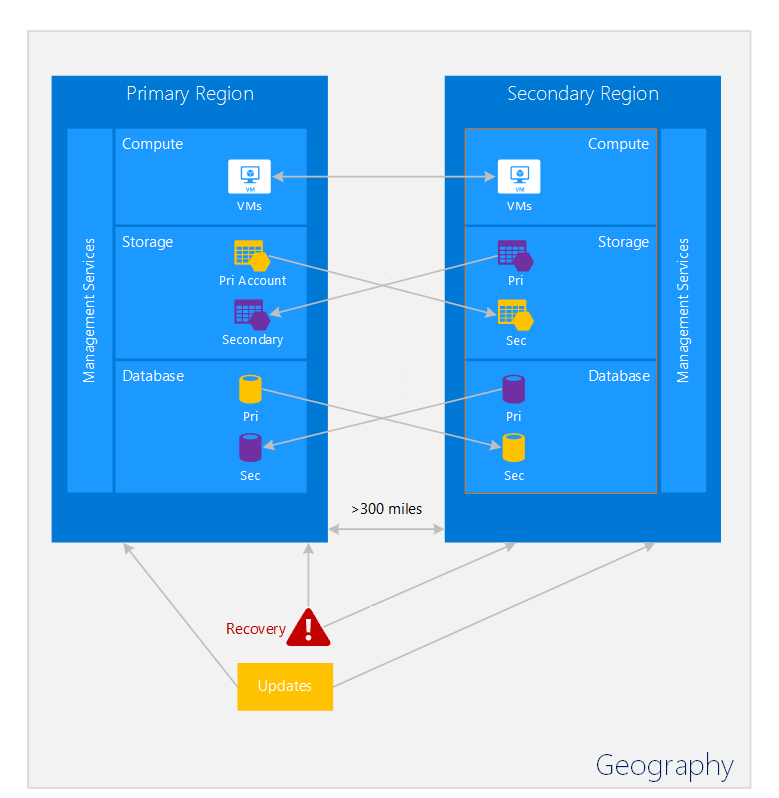 Primary Region
Management Services
Compute
VM
VMs
Storage
Pri Account
Secondary
Database
Pri
Sec
Secondary Region
Compute
VM
VMs
Storage
Pri
Sec
Database
Pri
Sec
Management Services
>300 miles
Recovery
!
Updates
Geography